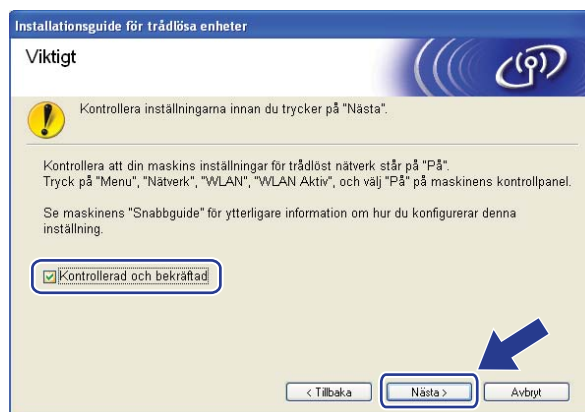 Installationsguide för trådlösa enheter
Viktigt
Kontrollera inställningarna innan du trycker på "Nästa".
Kontrollera att din maskins inställningar för trådlöst nätverk står på "På".
Tryck på "Menu", "Nätverk", "WLAN", "WLAN Aktiv", och välj "På" på maskinens kontrollpanel.
Se maskinens "Snabbguide" för ytterligare information om hur du konfigurerar denna
inställning.
Kontrollerad och bekräftad
< Tillbaka
Nästa >
Avbryt